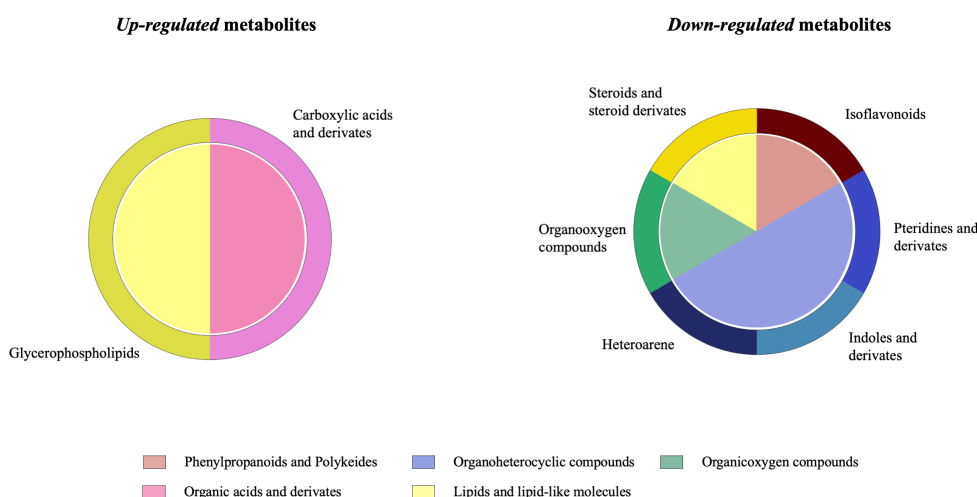 Up-regulated metabolites
Down-regulated metabolites
Carboxylic acids
and derivates
Glycerophospholipids
Steroids and
steroid derivates
Isoflavonoids
Organooxygen
compounds
Pteridines and
derivates
Heteroarene
Indoles and
derivates
Phenylpropanoids and Polykeides
Organoheterocyclic compounds
Organicoxygen compounds
Organic acids and derivates
Lipids and lipid-like molecules